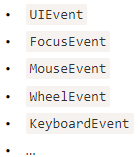 • UIEvent
• FocusEvent
• MouseEvent
• WheelEvent
• KeyboardEvent
• ...